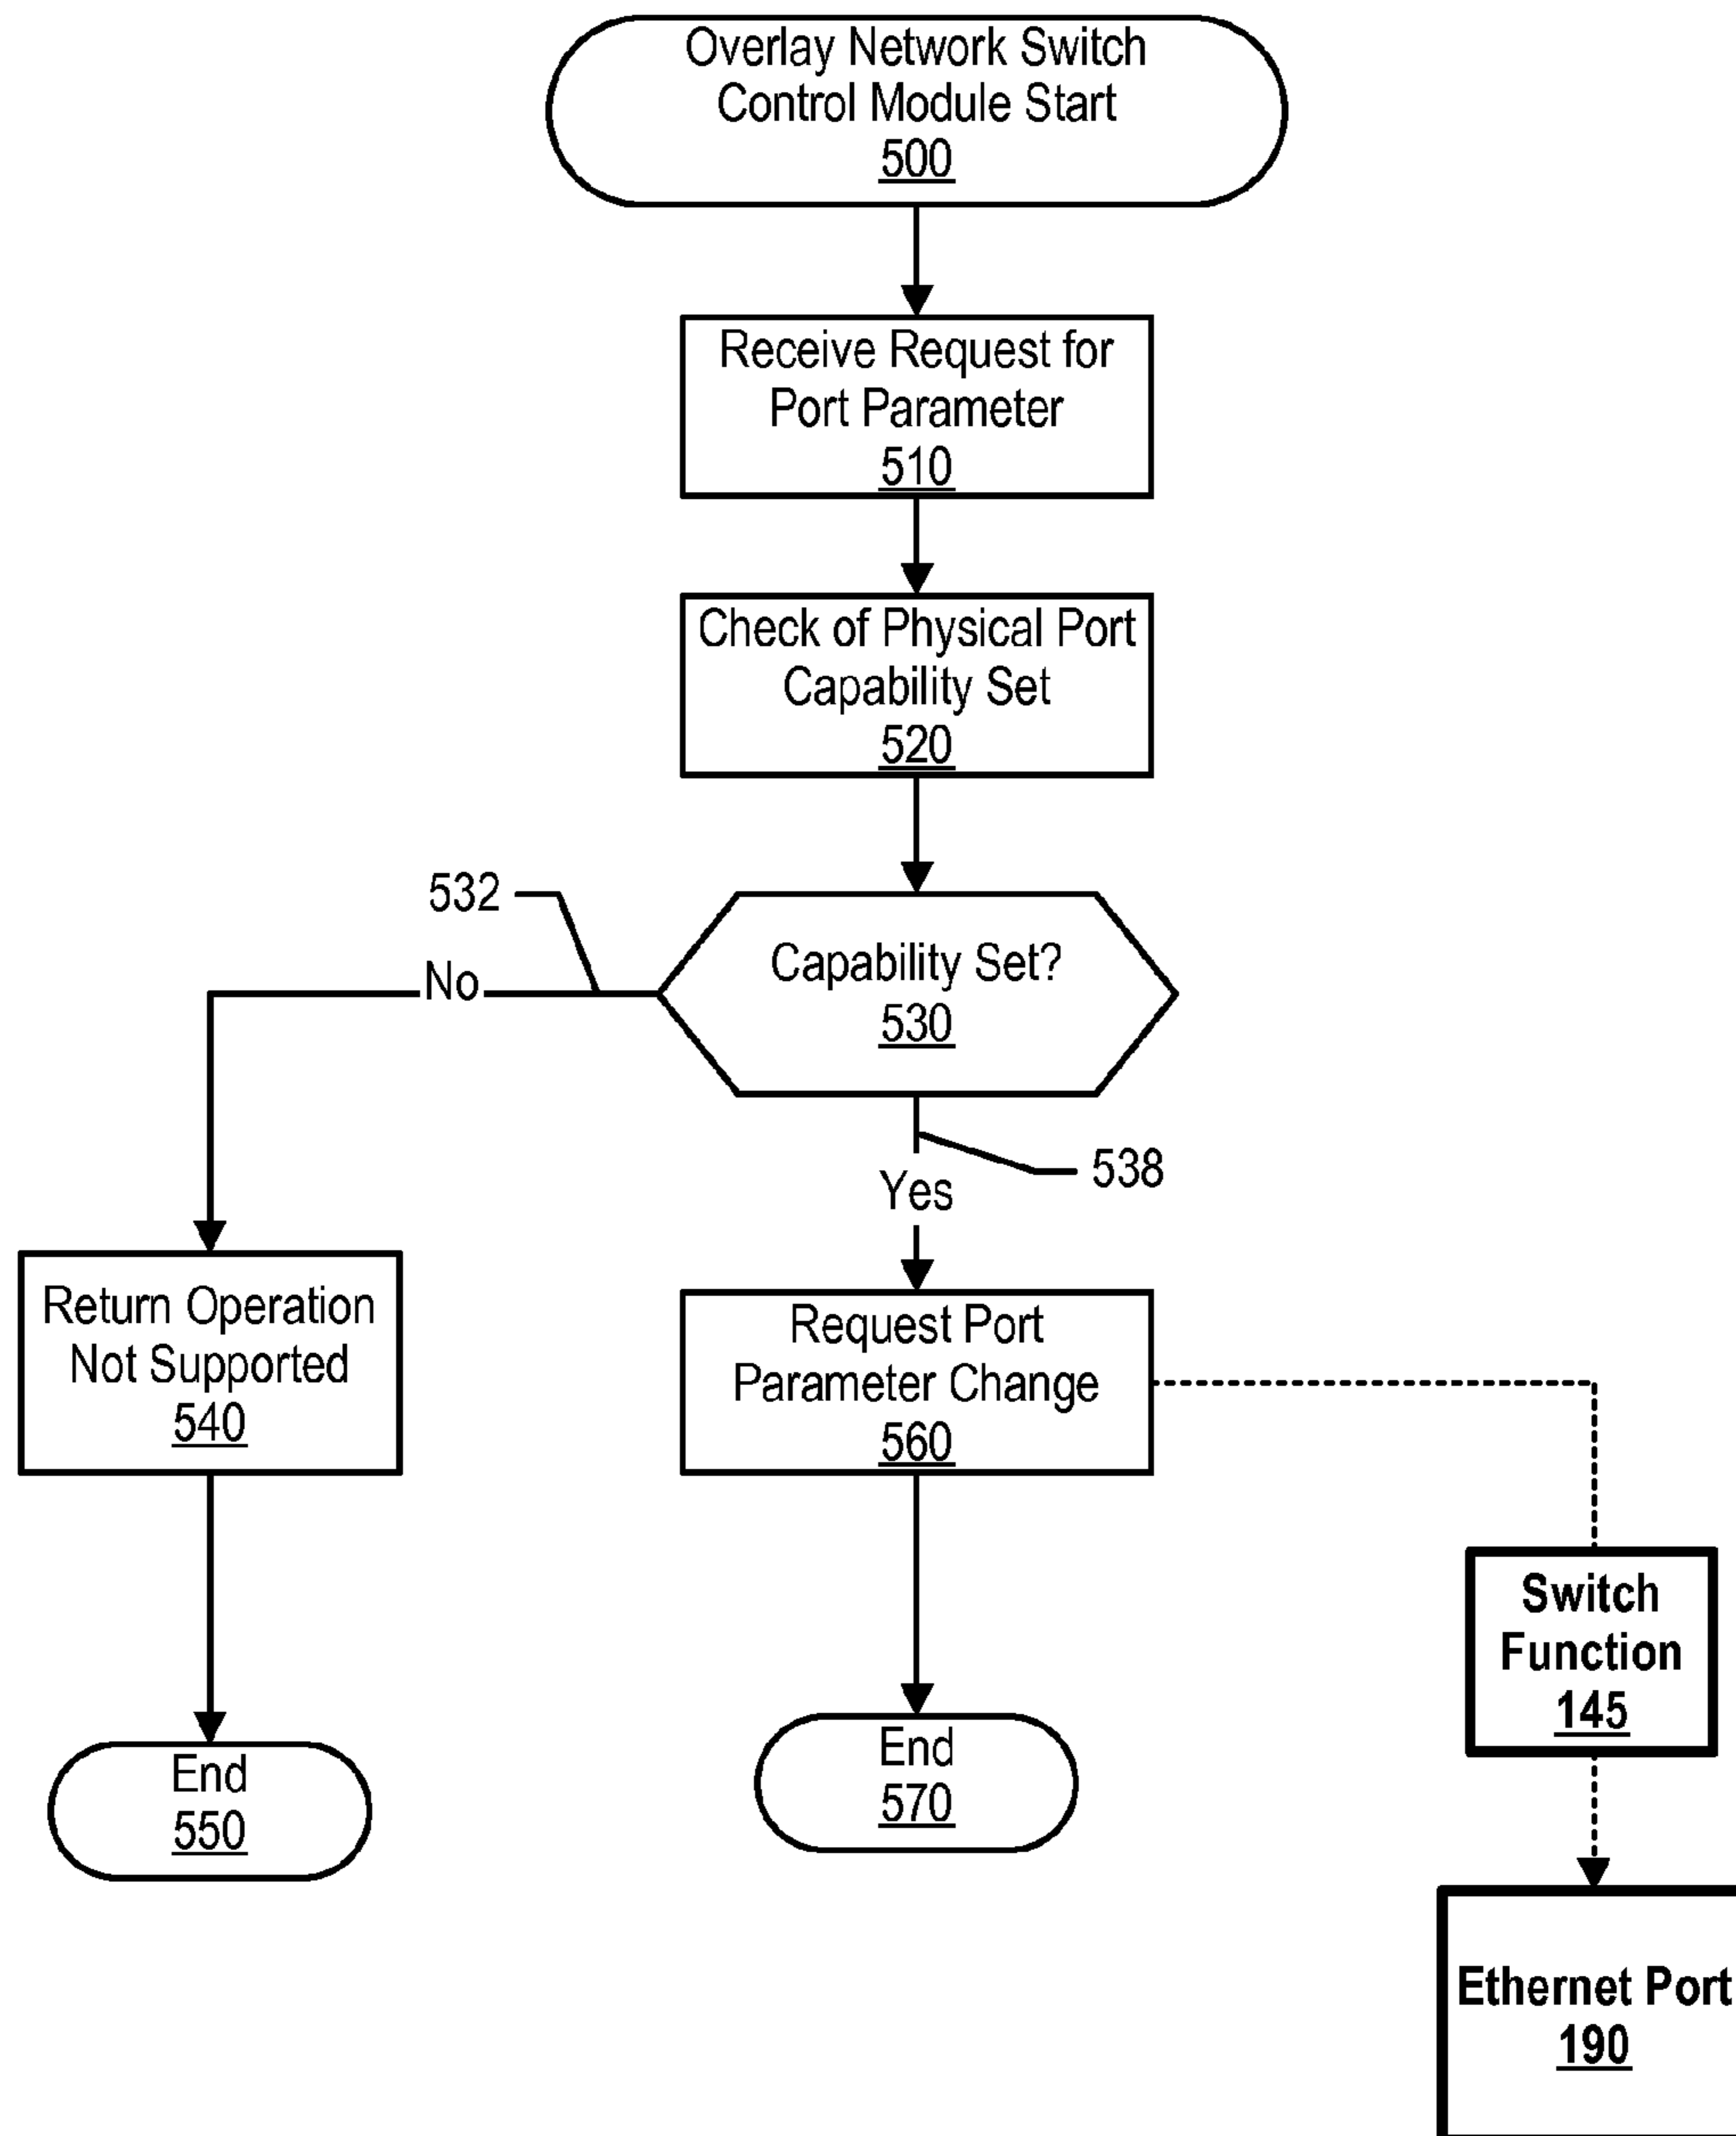 Overlay Network Switch
Control Module Start
500
Receive Request for
Port Parameter
510
Check of Physical Port
Capability Set
520
532
No
Capability Set?
530
538
Yes
Return Operation
Not Supported
540
Request Port
Parameter Change
560
Switch
Function
145
End
550
End
570
Ethernet Port
190